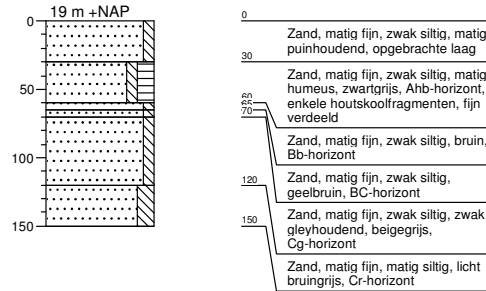 19 m +NAP
0
50
100
150
0
Zand, matig fijn, zwak siltig, matig
puinhoudend, opgebrachte laag
30
Zand, matig fijn, zwak siltig, matig
humeus, zwartgrijs, Ahb-horizont,
enkele houtskoolfragmenten, fijn
verdeeld
60
65
Zand, matig fijn, zwak siltig, bruin,
Bb-horizont
70
Zand, matig fijn, zwak siltig,
geelbruin, BC-horizont
120
Zand, matig fijn, zwak siltig, zwak
gleyhoudend, beigegrijs,
Cg-horizont
150
Zand, matig fijn, matig siltig, licht
bruingrijs, Cr-horizont